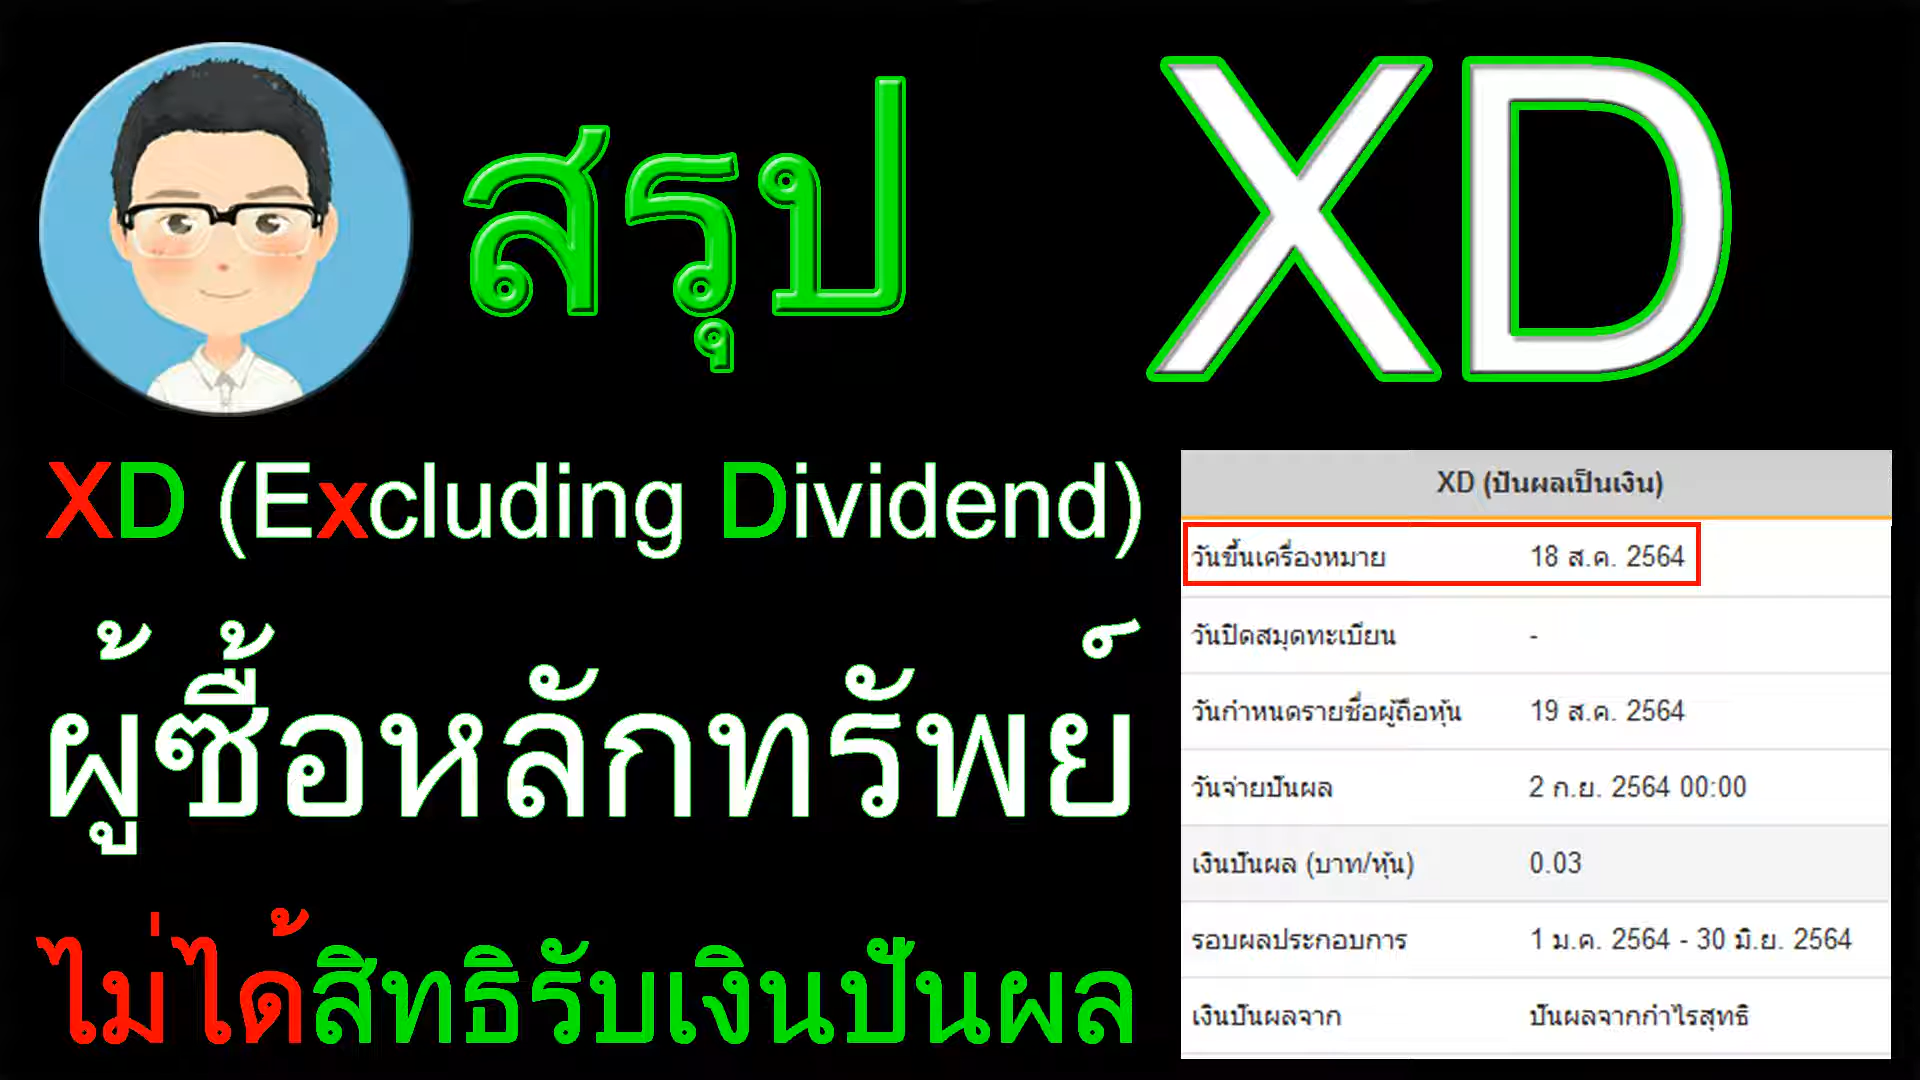 สรุป XD
XD (Excluding Dividend)
ผู้ซื้อหลักทรัพย์
ไม่ได้สิทธิรับเงินปันผล
XD (ปันผลเป็นเงิน)
วันขึ้นเครื่องหมาย 18 ส.ค. 2564
วันปิดสมุดทะเบียน -
วันกำหนดรายชื่อผู้ถือหุ้น 19 ส.ค. 2564
วันจ่ายปันผล 2 ก.ย. 2564 00:00
เงินปันผล (บาท/หุ้น) 0.03
รอบผลประกอบการ 1 ม.ค. 2564 - 30 มิ.ย. 2564
เงินปันผลจาก ปันผลจากกำไรสุทธิ